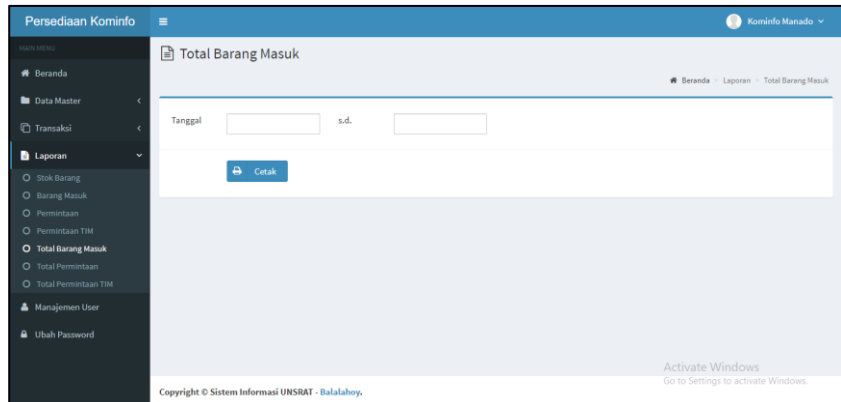 Persediaan Kominfo
Kominfo Manado
MAIN MENU
Total Barang Masuk
Beranda
Beranda > Laporan > Total Barang Masuk
Data Master
Tanggal
s.d.
Transaksi
Laporan
Cetak
Stok Barang
Barang Masuk
Permintaan
Permintaan TIM
Total Barang Masuk
Total Permintaan
Total Permintaan TIM
Manajemen User
Ubah Password
Activate Windows
Go to Settings to activate Windows.
Copyright © Sistem Informasi UNSRAT - Balalahoy.